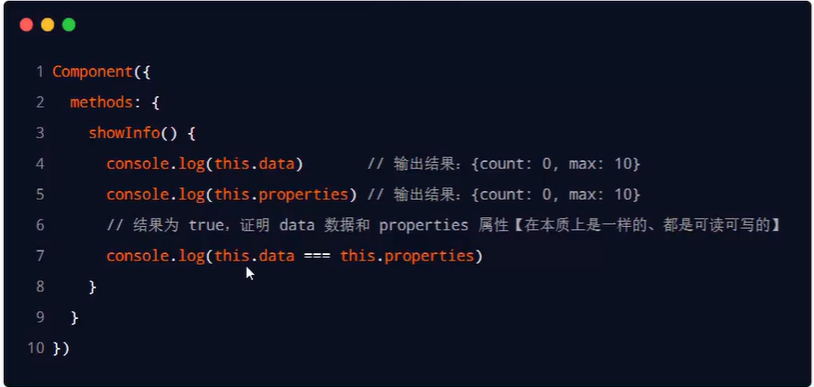 1 Component({
2 methods: {
3 showInfo() {
4 console.log(this.data) // 输出结果：{count: 0, max: 10}
5 console.log(this.properties) // 输出结果：{count: 0, max: 10}
6 // 结果为 true，证明 data 数据和 properties 属性【在本质上是一样的、都是可读可写的】
7 console.log(this.data === this.properties)
8 }
9 }
10 })